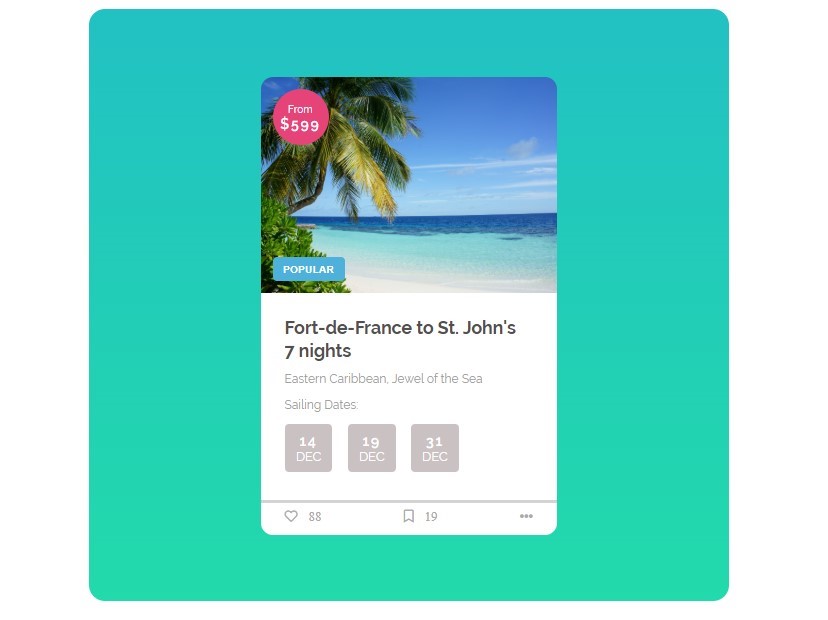 From
$599
POPULAR
Fort-de-France to St. John's
7 nights
Eastern Caribbean, Jewel of the Sea
Sailing Dates:
14 19 31
DEC DEC DEC
88 19 •••